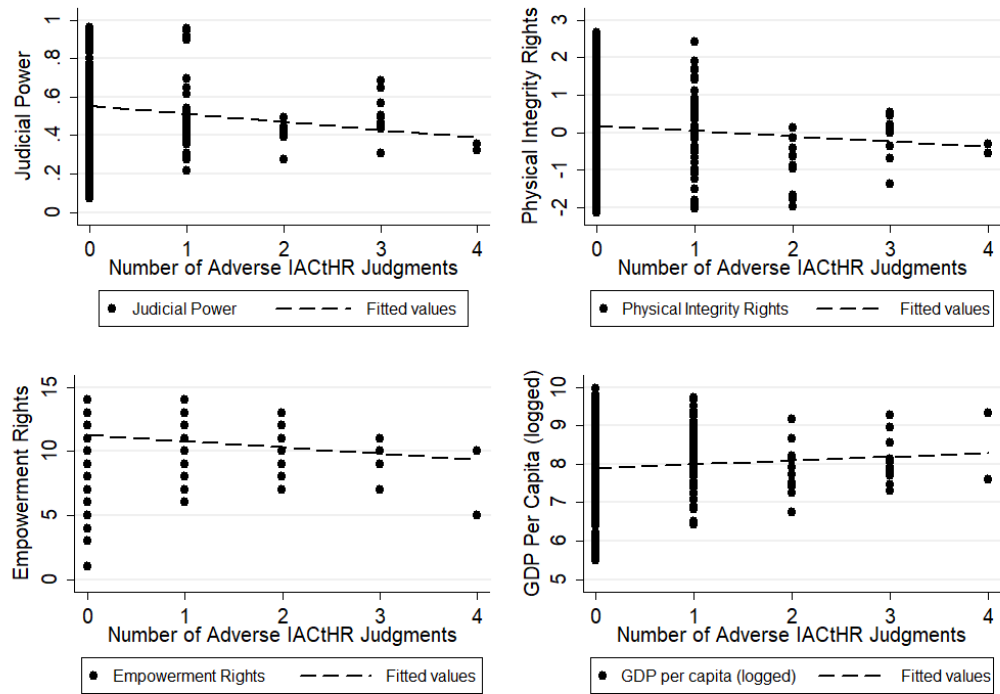 Judicial Power
1
.8
.6
.4
.2
0
0 1 2 3 4
Number of Adverse IACtHR Judgments
Judicial Power Fitted values
Physical Integrity Rights
3
2
1
0
-1
-2
0 1 2 3 4
Number of Adverse IACtHR Judgments
Physical Integrity Rights Fitted values
Empowerment Rights
15
10
5
0
0 1 2 3 4
Number of Adverse IACtHR Judgments
Empowerment Rights Fitted values
GDP Per Capita (logged)
10
9
8
7
6
5
0 1 2 3 4
Number of Adverse IACtHR Judgments
GDP per capita (logged) Fitted values